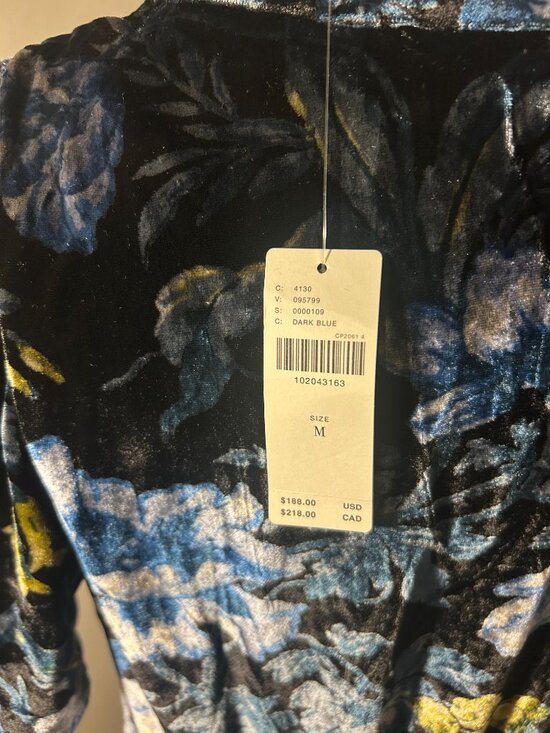 C: 4130
V: 095799
S: 0000109
C: DARK BLUE
CP2061 4
102043163
SIZE
M
$188.00 USD
$218.00 CAD